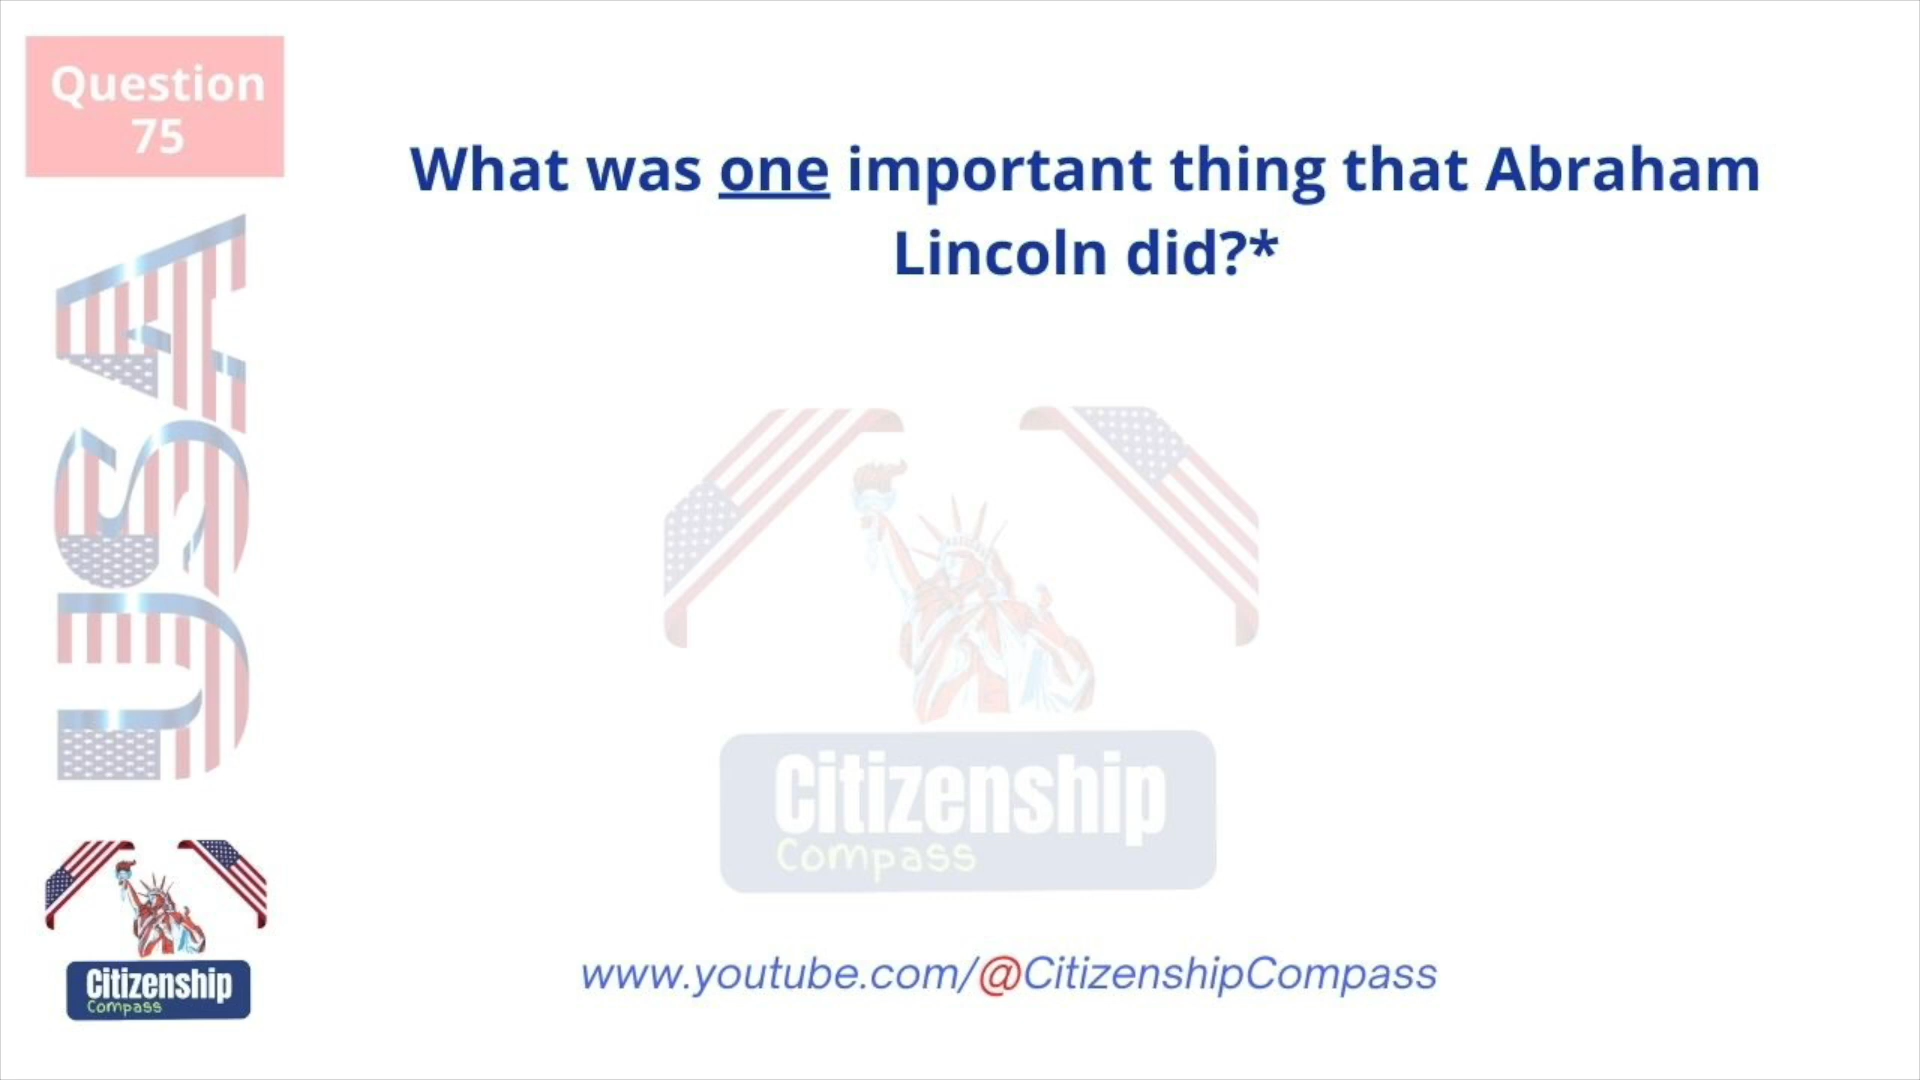 Question
75
What was one important thing that Abraham
Lincoln did?*
USA
Citizenship
Compass
www.youtube.com/@CitizenshipCompass
Citizenship
Compass